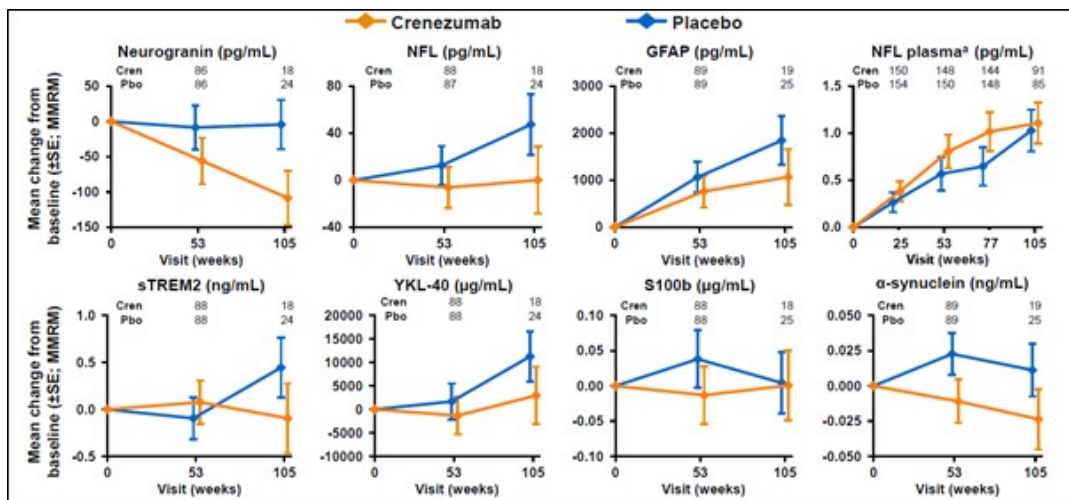 Crenezumab Placebo
Neurogranin (pg/mL)
Cren 86 18
Pbo 86 24
50
0
-50
-100
-150
0 53 105
Visit (weeks)
NFL (pg/mL)
Cren 88 18
Pbo 87 24
80
40
0
-40
0 53 105
Visit (weeks)
GFAP (pg/mL)
Cren 89 19
Pbo 89 25
3000
2000
1000
0
0 53 105
Visit (weeks)
NFL plasmaᵃ (pg/mL)
Cren 150 148 144 91
Pbo 154 150 148 85
1.5
1.0
0.5
0.0
0 25 53 77 105
Visit (weeks)
Mean change from
baseline (±SE; MMRM)
sTREM2 (ng/mL)
Cren 88 18
Pbo 88 24
1.0
0.5
0.0
-0.5
0 53 105
Visit (weeks)
YKL-40 (µg/mL)
Cren 88 18
Pbo 88 24
20000
15000
10000
5000
0
-5000
-10000
0 53 105
Visit (weeks)
S100b (µg/mL)
Cren 88 18
Pbo 88 25
0.10
0.05
0.00
-0.05
-0.10
0 53 105
Visit (weeks)
α-synuclein (ng/mL)
Cren 89 19
Pbo 89 25
0.050
0.025
0.000
-0.025
-0.050
0 53 105
Visit (weeks)
Mean change from
baseline (±SE; MMRM)